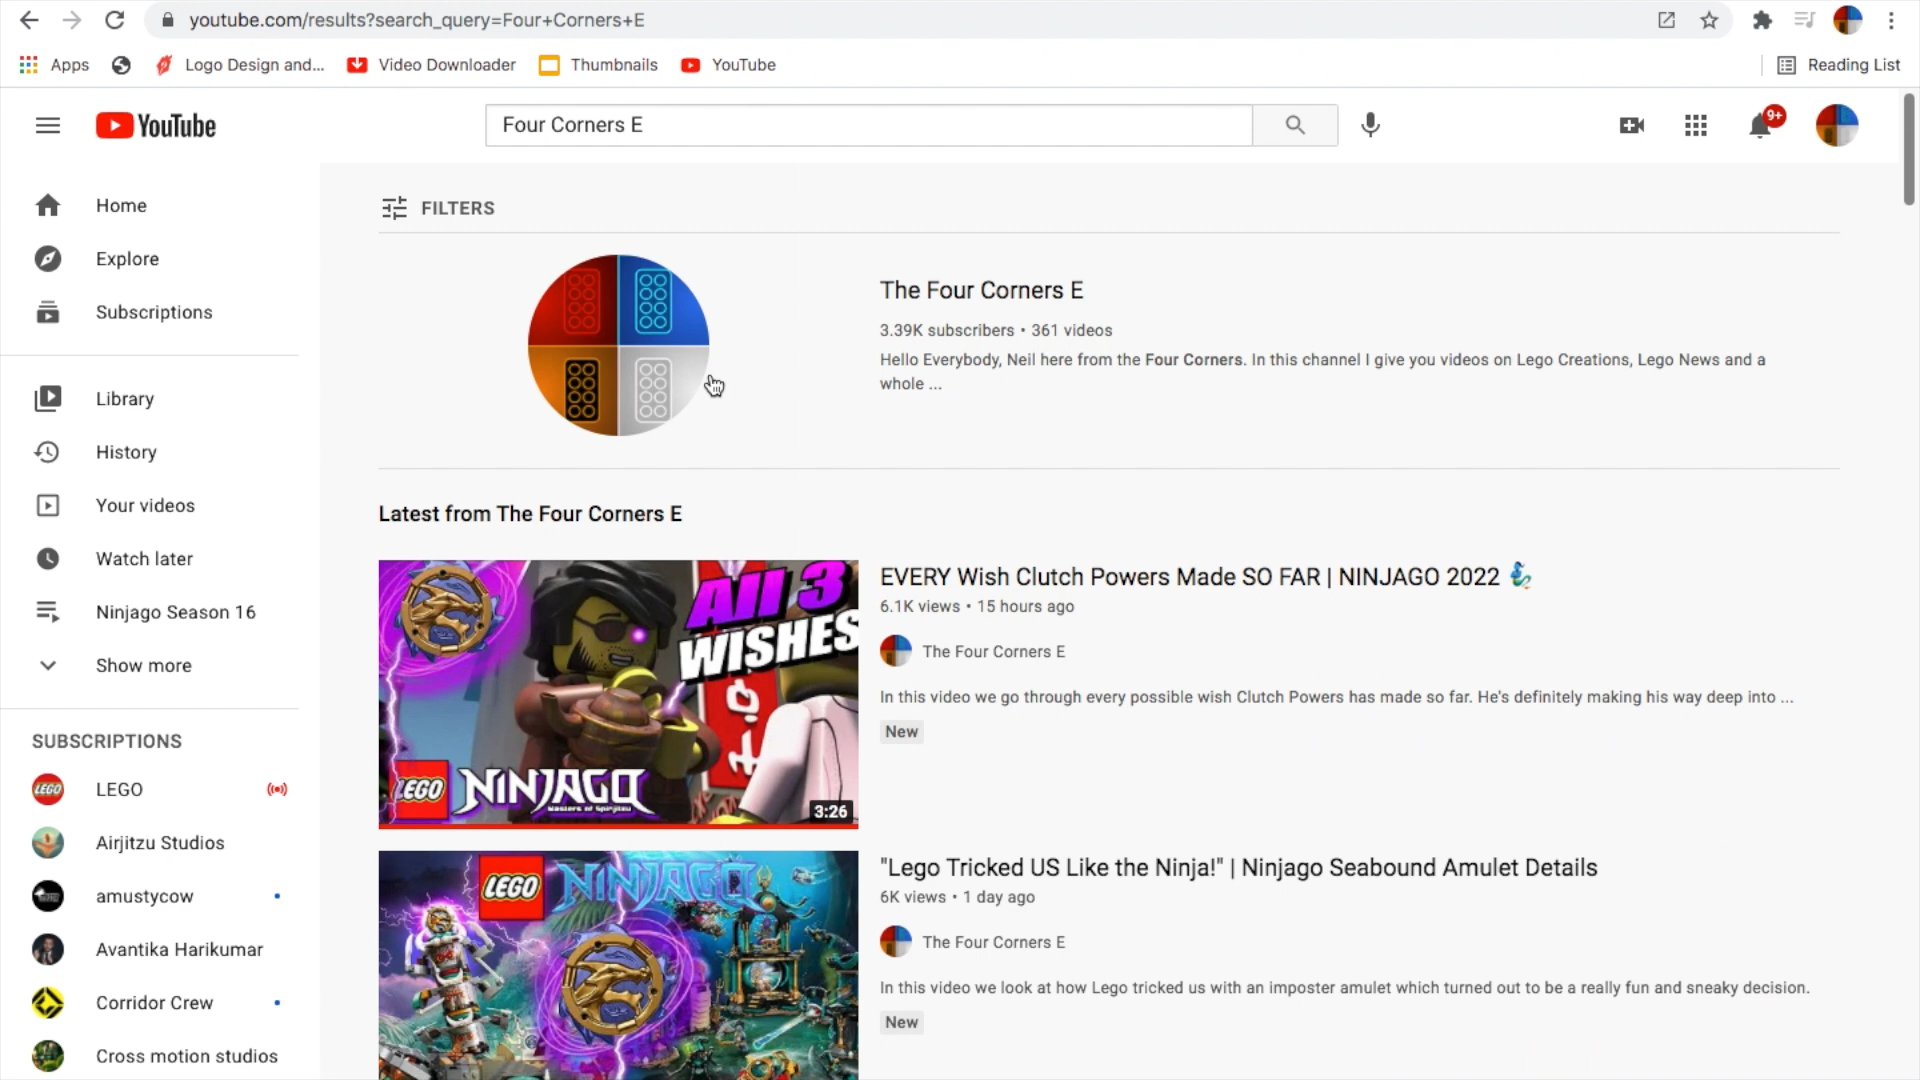 youtube.com/results?search_query=Four+Corners+E
Apps
Logo Design and...
Video Downloader
Thumbnails
YouTube
Reading List
YouTube
Four Corners E
9+
Home
Explore
Subscriptions
Library
History
Your videos
Watch later
Ninjago Season 16
Show more
SUBSCRIPTIONS
LEGO
LEGO
Airjitzu Studios
amustycow
Avantika Harikumar
Corridor Crew
Cross motion studios
FILTERS
The Four Corners E
3.39K subscribers • 361 videos
Hello Everybody, Neil here from the Four Corners. In this channel I give you videos on Lego Creations, Lego News and a
whole ...
Latest from The Four Corners E
All 3
WISHES
LEGO NINJAGO
Masters of Spinjitzu
3:26
EVERY Wish Clutch Powers Made SO FAR | NINJAGO 2022 🧞‍♂️
6.1K views • 15 hours ago
The Four Corners E
In this video we go through every possible wish Clutch Powers has made so far. He's definitely making his way deep into ...
New
LEGO NINJAGO
"Lego Tricked US Like the Ninja!" | Ninjago Seabound Amulet Details
6K views • 1 day ago
The Four Corners E
In this video we look at how Lego tricked us with an imposter amulet which turned out to be a really fun and sneaky decision.
New